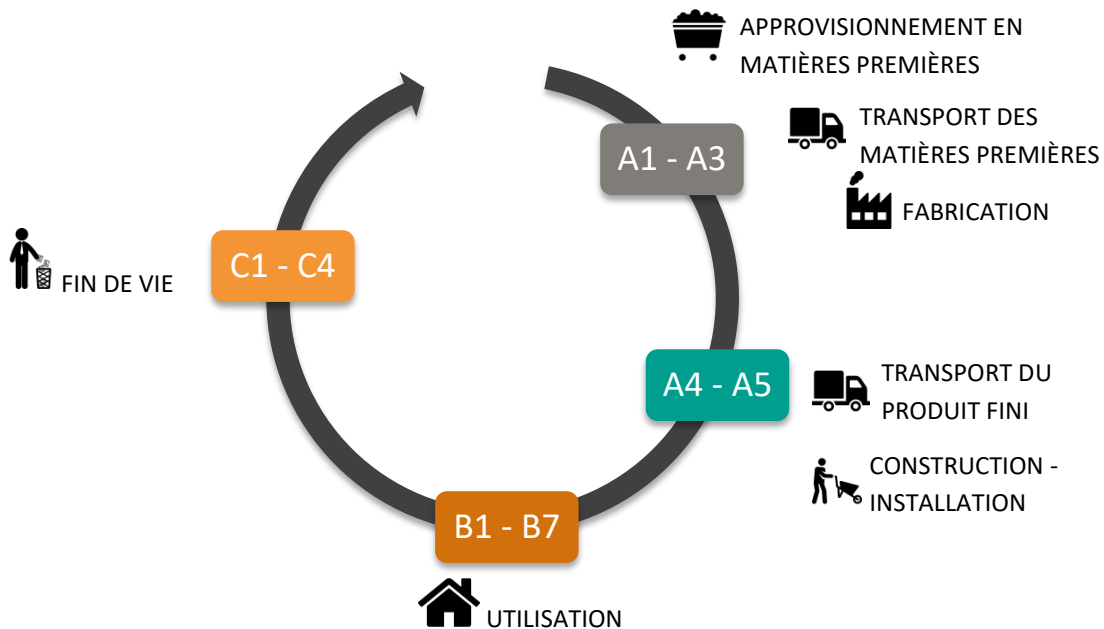 APPROVISIONNEMENT EN
MATIÈRES PREMIÈRES
A1 - A3
TRANSPORT DES
MATIÈRES PREMIÈRES
FABRICATION
C1 - C4
FIN DE VIE
A4 - A5
TRANSPORT DU
PRODUIT FINI
CONSTRUCTION -
INSTALLATION
B1 - B7
UTILISATION